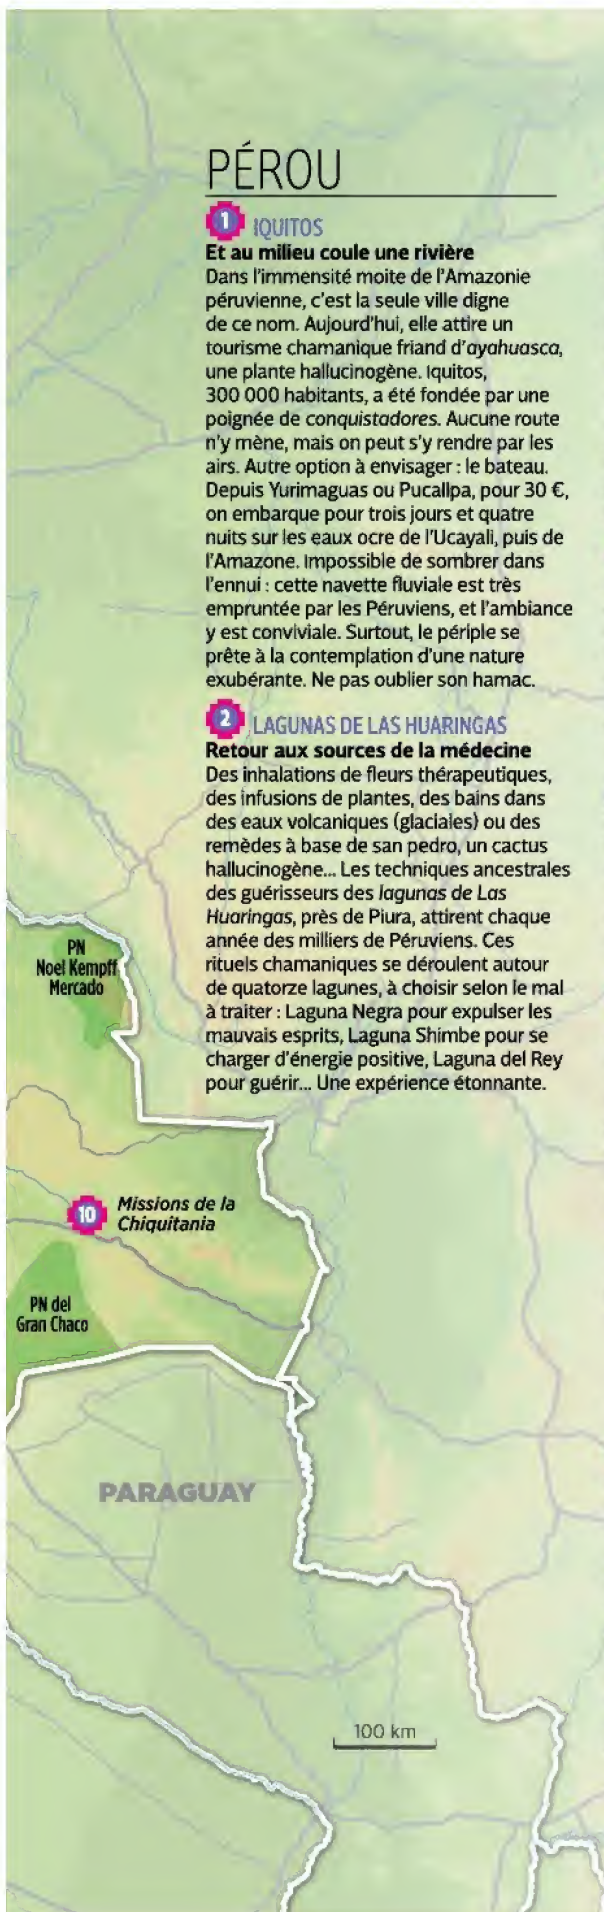 PÉROU
1 IQUITOS
Et au milieu coule une rivière
Dans l'immensité moite de l'Amazonie
péruvienne, c'est la seule ville digne
de ce nom. Aujourd'hui, elle attire un
tourisme chamanique friand d'ayahuasca,
une plante hallucinogène. Iquitos,
300 000 habitants, a été fondée par une
poignée de conquistadores. Aucune route
n'y mène, mais on peut s'y rendre par les
airs. Autre option à envisager : le bateau.
Depuis Yurimaguas ou Pucallpa, pour 30 €,
on embarque pour trois jours et quatre
nuits sur les eaux ocre de l'Ucayali, puis de
l'Amazone. Impossible de sombrer dans
l'ennui : cette navette fluviale est très
empruntée par les Péruviens, et l'ambiance
y est conviviale. Surtout, le périple se
prête à la contemplation d'une nature
exubérante. Ne pas oublier son hamac.
2 LAGUNAS DE LAS HUARINGAS
Retour aux sources de la médecine
Des inhalations de fleurs thérapeutiques,
des infusions de plantes, des bains dans
des eaux volcaniques (glaciales) ou des
remèdes à base de san pedro, un cactus
hallucinogène... Les techniques ancestrales
des guérisseurs des lagunas de Las
Huaringas, près de Piura, attirent chaque
année des milliers de Péruviens. Ces
rituels chamaniques se déroulent autour
de quatorze lagunes, à choisir selon le mal
à traiter : Laguna Negra pour expulser les
mauvais esprits, Laguna Shimbe pour se
charger d'énergie positive, Laguna del Rey
pour guérir... Une expérience étonnante.
PN
Noel Kempff
Mercado
10 Missions de la
Chiquitania
PN del
Gran Chaco
PARAGUAY
100 km